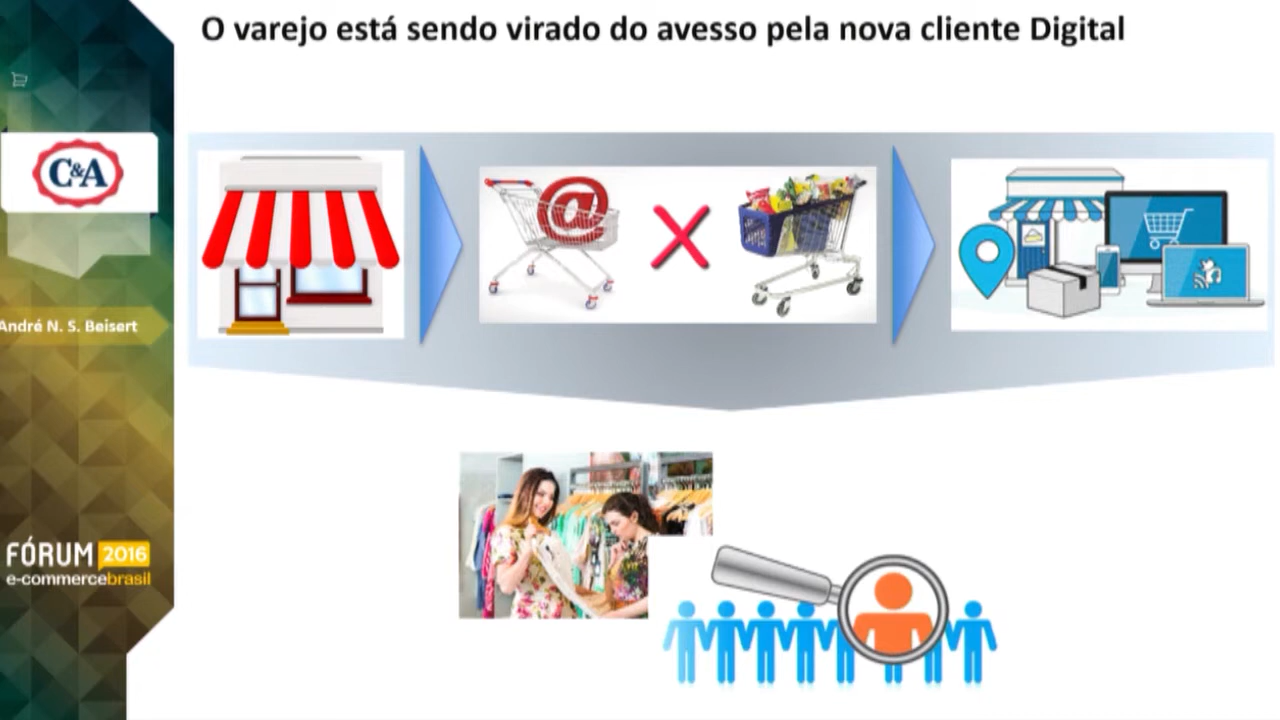 O varejo está sendo virado do avesso pela nova cliente Digital
C&A
@
André N. S. Beisert
FÓRUM 2016
e-commercebrasil